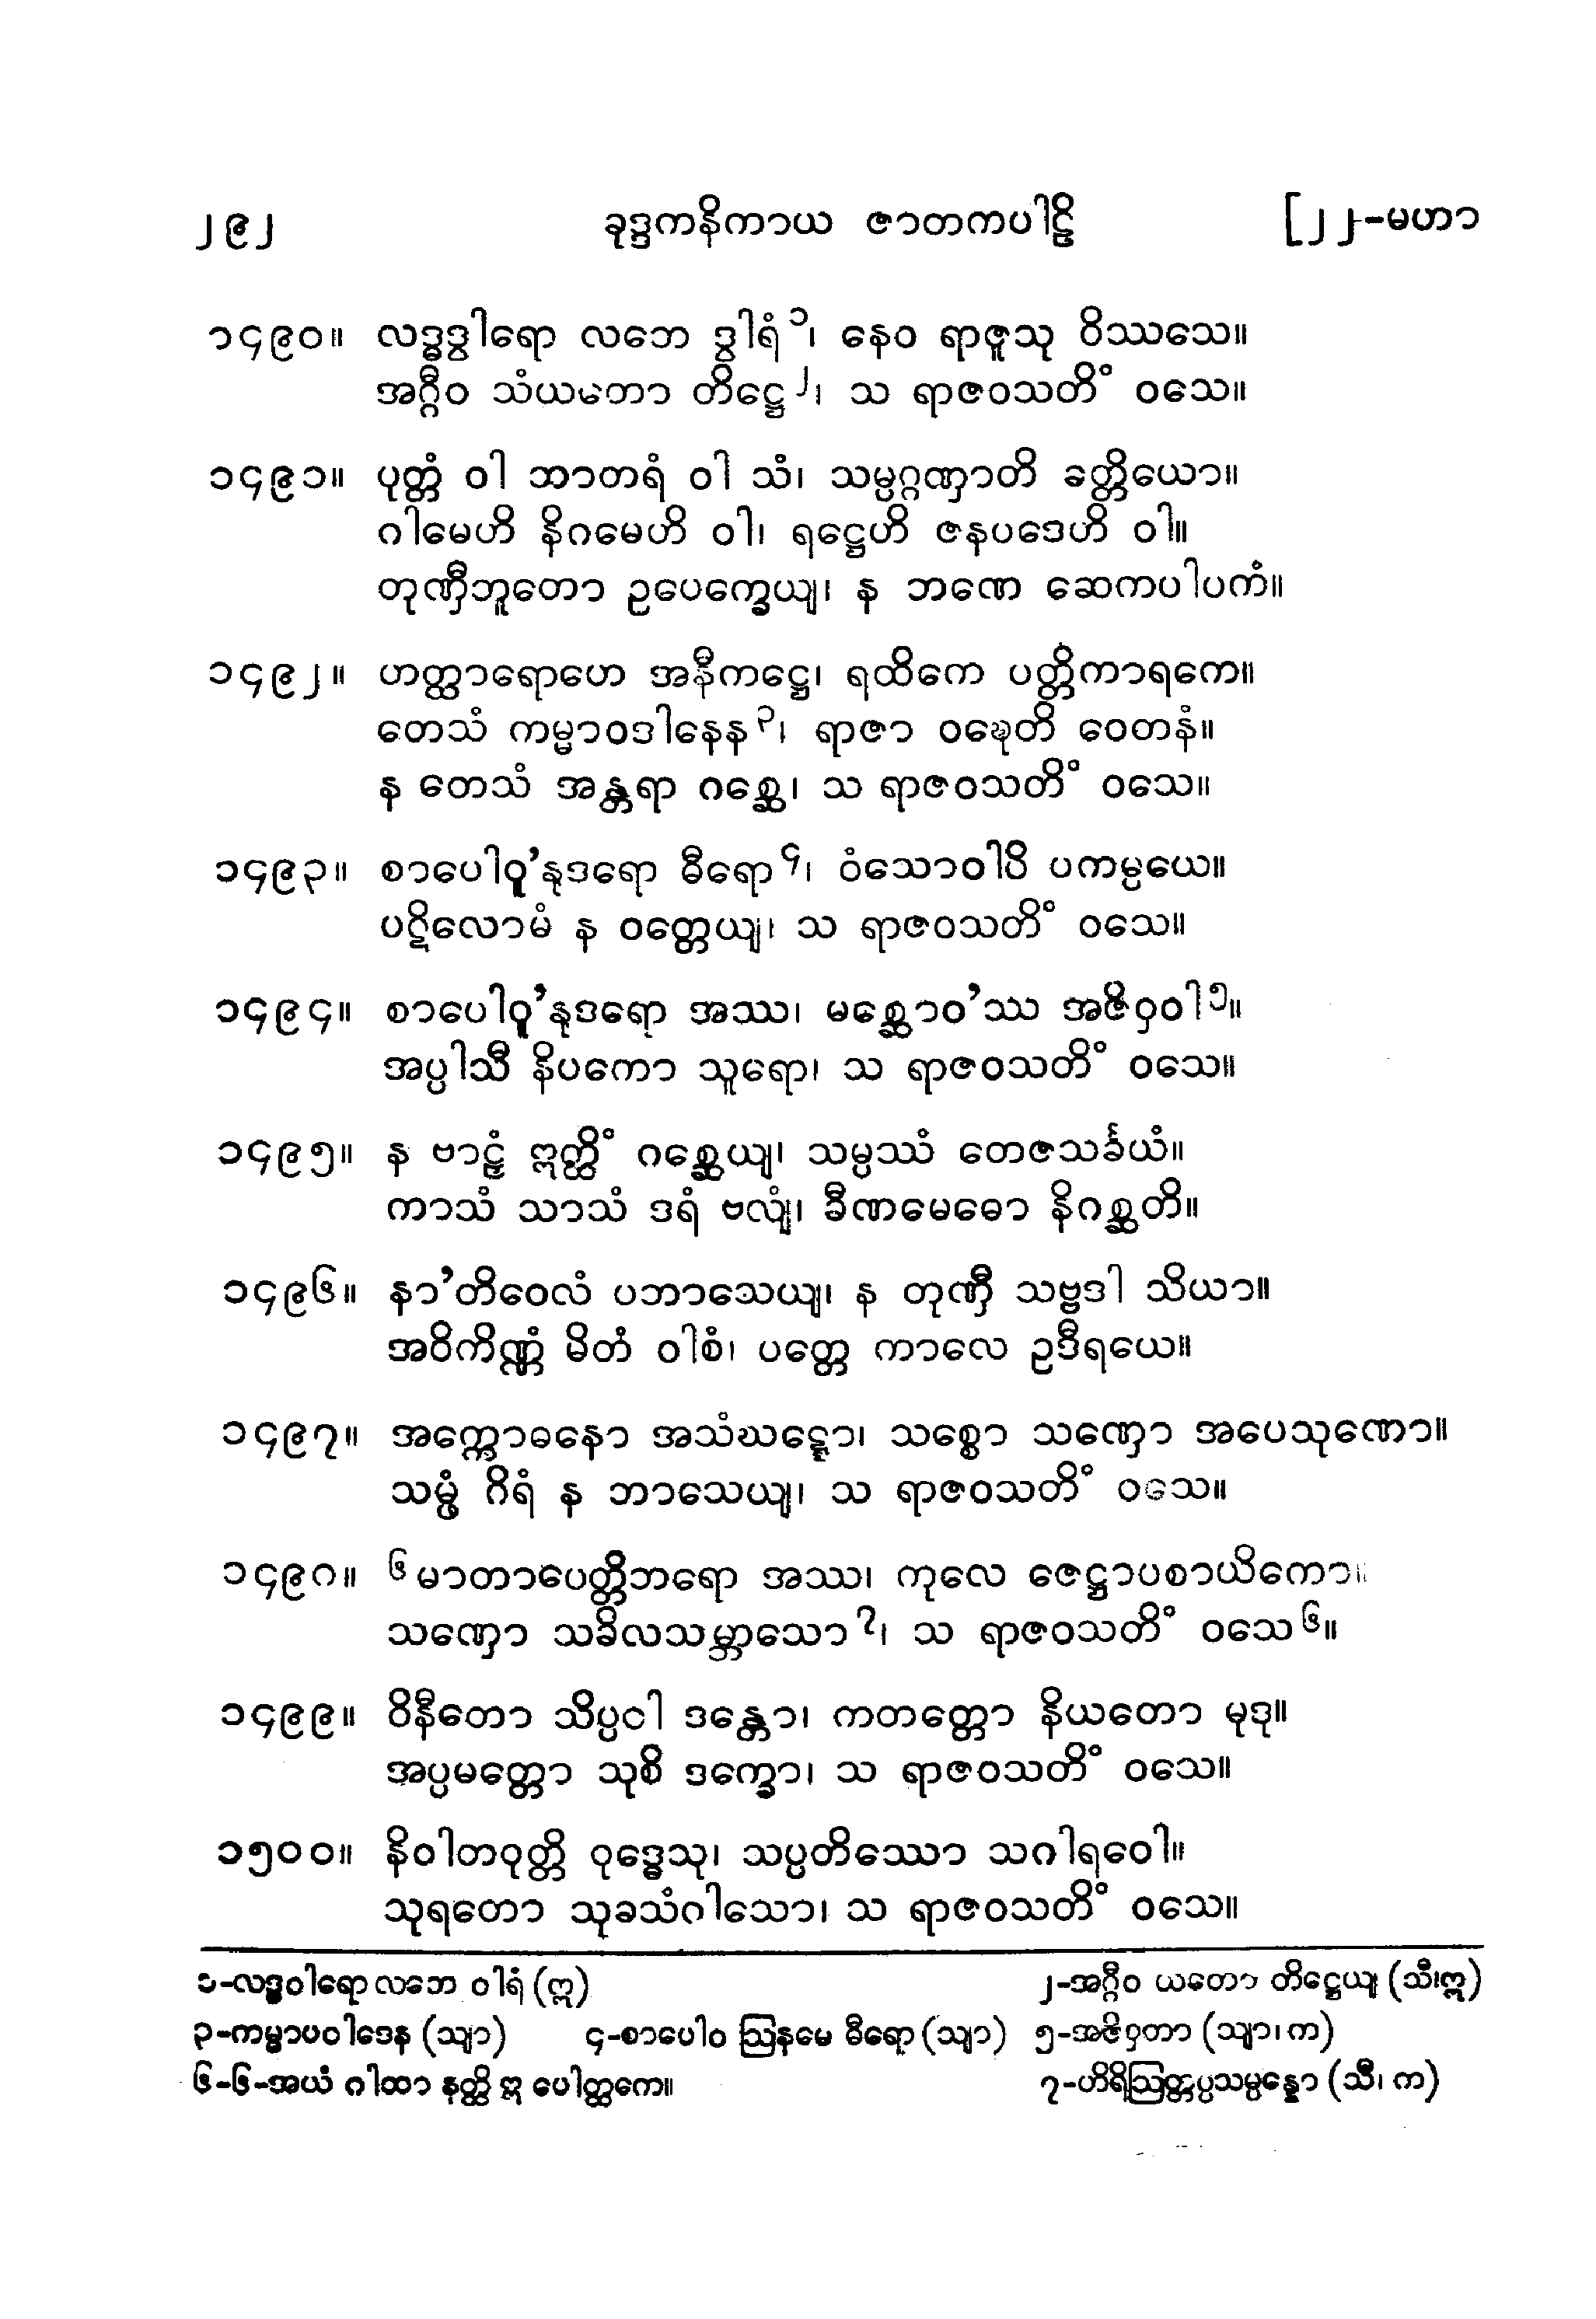 ၂၉၂ ခုဒ္ဒကနိကာယ ဇာတကပါဠိ [၂၂-မဟာ
၁၄၉၀။ လဒ္ဓဒွါရော လဘေ ဒွါရံ၁၊ နေဝ ရာဇူသု ဝိဿသေ။
အဂ္ဂီဝ သံယတော တိဋ္ဌေ၂၊ သ ရာဇဝသတိံ ဝသေ။
၁၄၉၁။ ပုတ္တံ ဝါ ဘာတရံ ဝါ သံ၊ သမ္ပဂ္ဂဏှာတိ ခတ္တိယော။
ဂါမေဟိ နိဂမေဟိ ဝါ၊ ရဋ္ဌေဟိ ဇနပဒေဟိ ဝါ။
တုဏှီဘူတော ဥပေက္ခေယျ၊ န ဘဏေ ဆေကပါပကံ။
၁၄၉၂။ ဟတ္ထာရောဟေ အနီကဋ္ဌေ၊ ရထိကေ ပတ္တိကာရကေ။
တေသံ ကမ္မာဝဒါနေန၃၊ ရာဇာ ဝဍ္ဎေတိ ဝေတနံ။
န တေသံ အန္တရာ ဂစ္ဆေ၊ သ ရာဇဝသတိံ ဝသေ။
၁၄၉၃။ စာပေါဝူ’နုဒရော ဓီရော၄၊ ဝံသောဝါပိ ပကမ္ပယေ။
ပဋိလောမံ န ဝတ္တေယျ၊ သ ရာဇဝသတိံ ဝသေ။
၁၄၉၄။ စာပေါဝူ’နုဒရော အဿ၊ မစ္ဆောဝ’ဿ အဇိဝှဝါ၅။
အပ္ပါသီ နိပကော သူရော၊ သ ရာဇဝသတိံ ဝသေ။
၁၄၉၅။ န ဗာဠှံ ဣတ္ထိံ ဂစ္ဆေယျ၊ သမ္ပဿံ တေဇသင်္ခယံ။
ကာသံ သာသံ ဒရံ ဗလျံ၊ ခီဏမေဓော နိဂစ္ဆတိ။
၁၄၉၆။ နာ’တိဝေလံ ပဘာသေယျ၊ န တုဏှီ သဗ္ဗဒါ သိယာ။
အဝိကိဏ္ဏံ မိတံ ဝါစံ၊ ပတ္တေ ကာလေ ဥဒီရယေ။
၁၄၉၇။ အက္ကောဓနော အသံဃဋ္ဋော၊ သစ္စော သဏှော အပေသုဏော။
သမ္ဖံ ဂိရံ န ဘာသေယျ၊ သ ရာဇဝသတိံ ဝသေ။
၁၄၉၈။ ၆မာတာပေတ္တိဘရော အဿ၊ ကုလေ ဇေဋ္ဌာပစာယိကော။
သဏှော သခိလသမ္ဘာသော၇၊ သ ရာဇဝသတိံ ဝသေ၆။
၁၄၉၉။ ဝိနီတော သိပ္ပဝါ ဒန္တော၊ ကတတ္တော နိယတော မုဒု။
အပ္ပမတ္တော သုစိ ဒက္ခော၊ သ ရာဇဝသတိံ ဝသေ။
၁၅၀၀။ နိဝါတဝုတ္တိ ဝုဒ္ဓေသု၊ သပ္ပတိဿော သဂါရဝေါ။
သုရတော သုခသံဝါသော၊ သ ရာဇဝသတိံ ဝသေ။
၁-လဒ္ဓဝါရော လဘေ ဝါရံ (ဣ) ၂-အဂ္ဂီဝ ယတော တိဋ္ဌေယျ (သီ၊ဣ)
၃-ကမ္မာပဝါဒေန (သျာ) ၄-စာပေါဝ ဩနမေ ဓီရော (သျာ) ၅-အဇိဝှတာ (သျာ၊က)
၆-၆-အယံ ဂါထာ နတ္ထိ ဣ ပေါတ္ထကေ။ ၇-ဟိရိဩတ္တပ္ပသမ္ပန္နော (သီ၊ က)